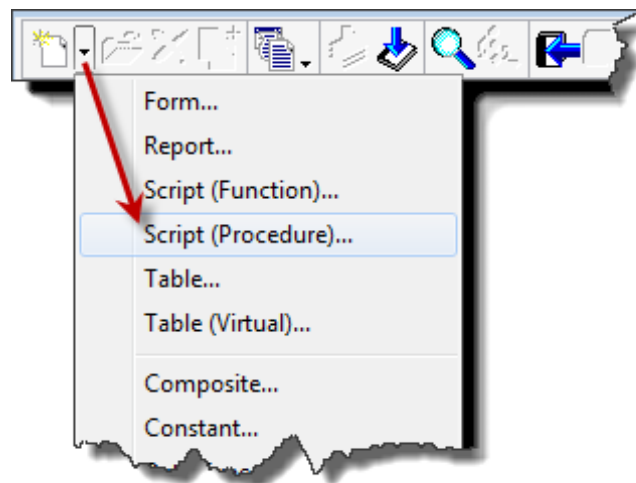 Form...
Report...
Script (Function)...
Script (Procedure)...
Table...
Table (Virtual)...
Composite...
Constant...